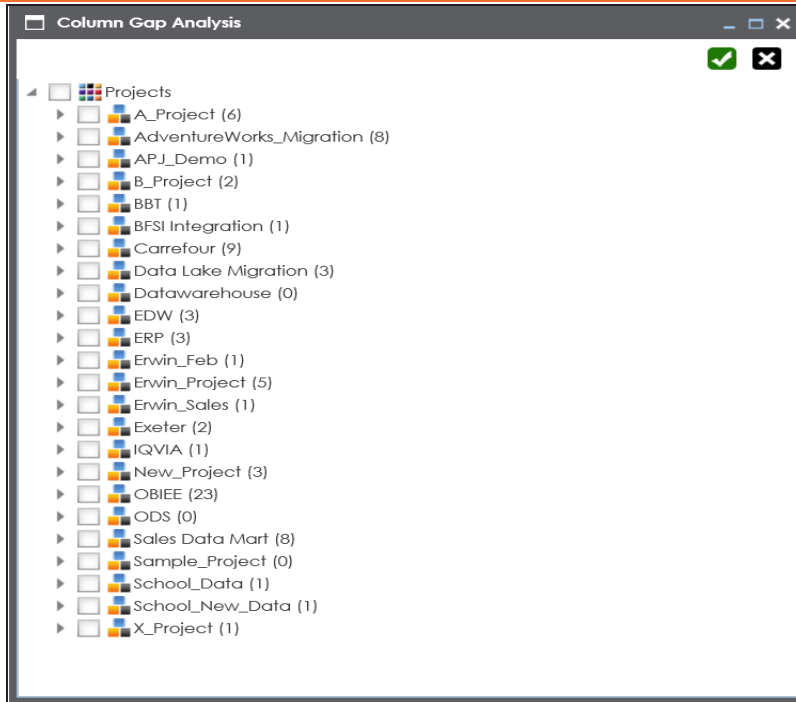 Column Gap Analysis
Projects
A_Project (6)
AdventureWorks_Migration (8)
APJ_Demo (1)
B_Project (2)
BBT (1)
BFSI Integration (1)
Carrefour (9)
Data Lake Migration (3)
Datawarehouse (0)
EDW (3)
ERP (3)
Erwin_Feb (1)
Erwin_Project (5)
Erwin_Sales (1)
Exeter (2)
IQVIA (1)
New_Project (3)
OBIEE (23)
ODS (0)
Sales Data Mart (8)
Sample_Project (0)
School_Data (1)
School_New_Data (1)
X_Project (1)